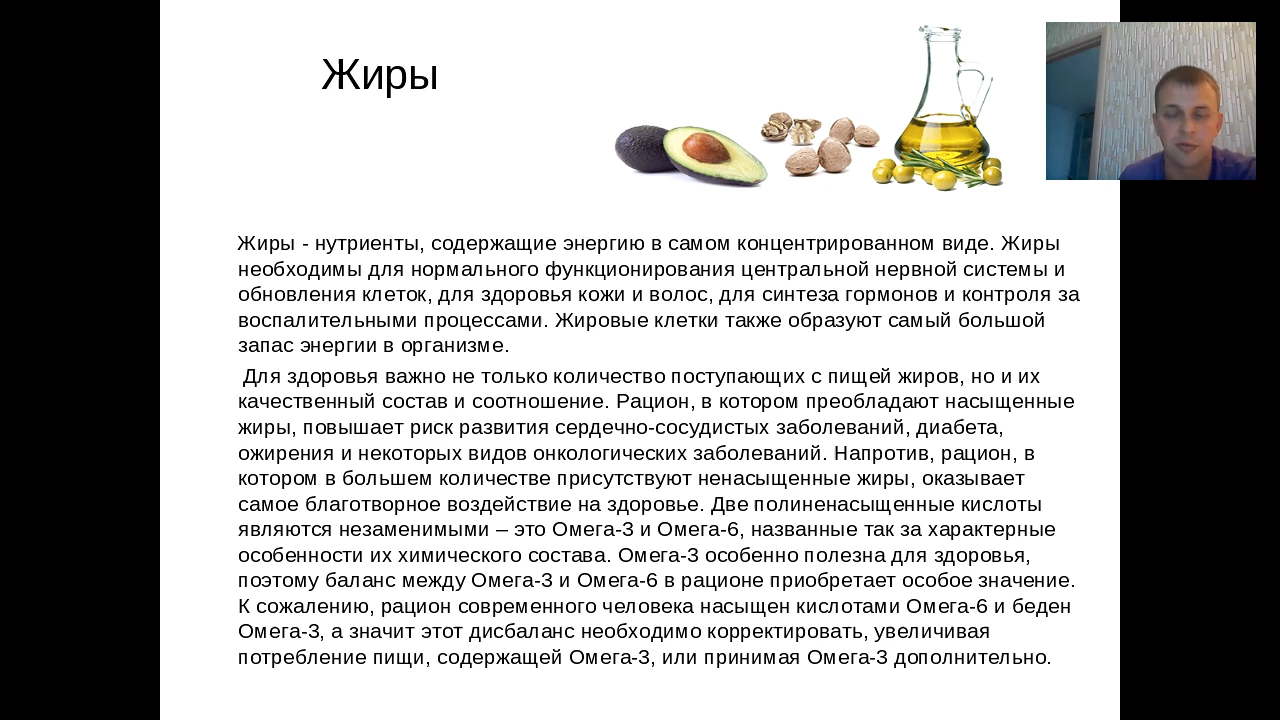 Жиры
Жиры - нутриенты, содержащие энергию в самом концентрированном виде. Жиры
необходимы для нормального функционирования центральной нервной системы и
обновления клеток, для здоровья кожи и волос, для синтеза гормонов и контроля за
воспалительными процессами. Жировые клетки также образуют самый большой
запас энергии в организме.
Для здоровья важно не только количество поступающих с пищей жиров, но и их
качественный состав и соотношение. Рацион, в котором преобладают насыщенные
жиры, повышает риск развития сердечно-сосудистых заболеваний, диабета,
ожирения и некоторых видов онкологических заболеваний. Напротив, рацион, в
котором в большем количестве присутствуют ненасыщенные жиры, оказывает
самое благотворное воздействие на здоровье. Две полиненасыщенные кислоты
являются незаменимыми – это Омега-3 и Омега-6, названные так за характерные
особенности их химического состава. Омега-3 особенно полезна для здоровья,
поэтому баланс между Омега-3 и Омега-6 в рационе приобретает особое значение.
К сожалению, рацион современного человека насыщен кислотами Омега-6 и беден
Омега-3, а значит этот дисбаланс необходимо корректировать, увеличивая
потребление пищи, содержащей Омега-3, или принимая Омега-3 дополнительно.